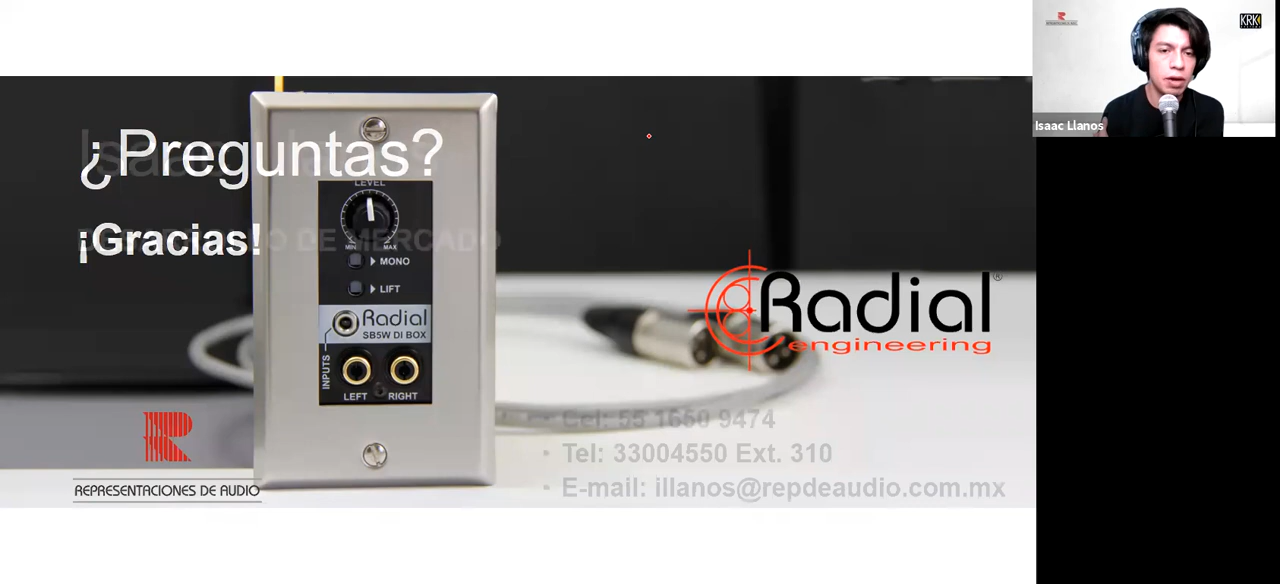 ¿Preguntas?
¡Gracias!
LEVEL
MIN MAX
MONO
LIFT
Radial
SB5W DI BOX
INPUTS
LEFT RIGHT
Radial®
engineering
R
REPRESENTACIONES DE AUDIO
• Cel: 55 1650 9474
• Tel: 33004550 Ext. 310
• E-mail: illanos@repdeaudio.com.mx
KRK
Isaac Llanos